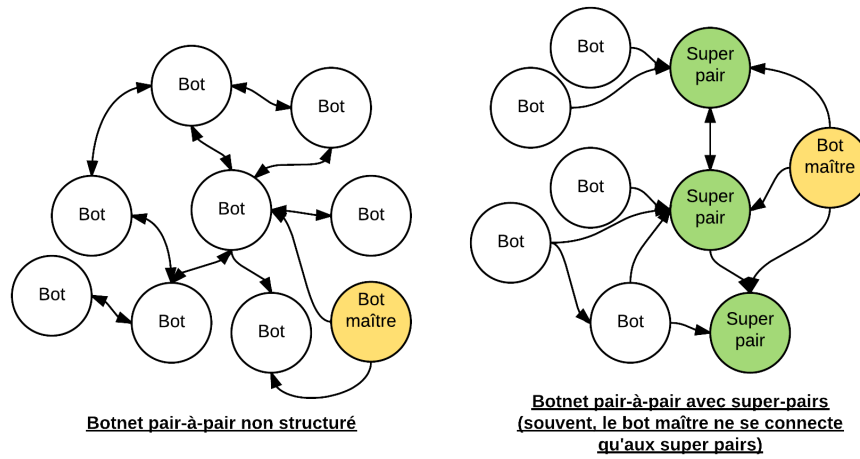 Bot
Bot
Bot
Bot
Bot
Bot
Bot
Bot
Bot
maître
Botnet pair-à-pair non structuré
Bot
Bot
Super
pair
Bot
maître
Bot
Super
pair
Bot
Bot
Super
pair
Botnet pair-à-pair avec super-pairs
(souvent, le bot maître ne se connecte
qu'aux super pairs)